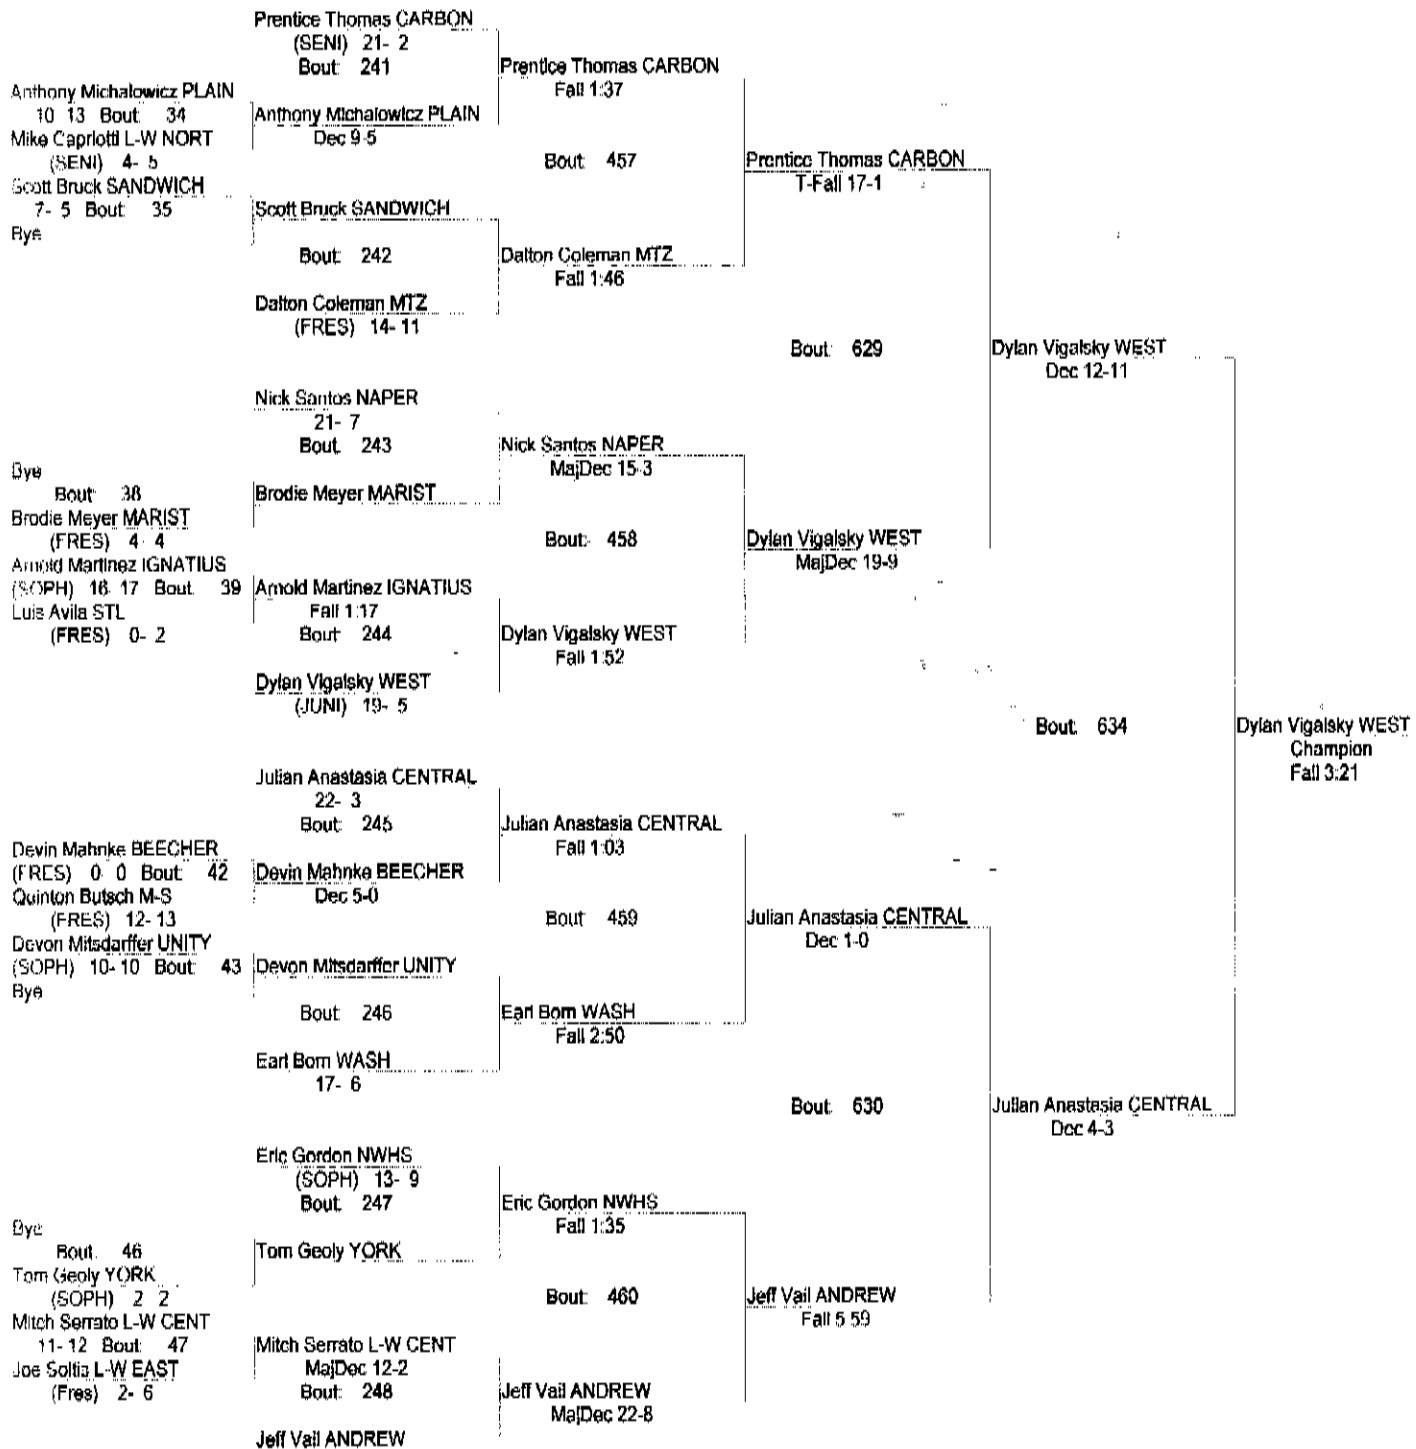 Prentice Thomas CARBON
(SENI) 21- 2
Bout: 241
Prentice Thomas CARBON
Fall 1:37
Anthony Michalowicz PLAIN
10 13 Bout: 34
Anthony Michalowicz PLAIN
Dec 9-5
Mike Capriotti L-W NORT
(SENI) 4- 5
Bout: 457
Prentice Thomas CARBON
T-Fall 17-1
Scott Bruck SANDWICH
7- 5 Bout: 35
Scott Bruck SANDWICH
Bye
Bout: 242
Dalton Coleman MTZ
Fall 1:46
Dalton Coleman MTZ
(FRES) 14- 11
Bout: 629
Dylan Vigalsky WEST
Dec 12-11
Nick Santos NAPER
21- 7
Bout: 243
Nick Santos NAPER
MajDec 15-3
Bye
Bout: 38
Brodie Meyer MARIST
Brodie Meyer MARIST
(FRES) 4- 4
Bout: 458
Dylan Vigalsky WEST
MajDec 19-9
Arnold Martinez IGNATIUS
(SOPH) 16- 17 Bout: 39
Arnold Martinez IGNATIUS
Fall 1:17
Luis Avila STL
(FRES) 0- 2
Bout: 244
Dylan Vigalsky WEST
Fall 1:52
Dylan Vigalsky WEST
(JUNI) 19- 5
Bout: 634
Dylan Vigalsky WEST
Champion
Fall 3:21
Julian Anastasia CENTRAL
22- 3
Bout: 245
Julian Anastasia CENTRAL
Fall 1:03
Devin Mahnke BEECHER
(FRES) 0 0 Bout: 42
Devin Mahnke BEECHER
Dec 5-0
Quinton Butsch M-S
(FRES) 12- 13
Bout: 459
Julian Anastasia CENTRAL
Dec 1-0
Devon Mitsdarffer UNITY
(SOPH) 10- 10 Bout: 43
Devon Mitsdarffer UNITY
Bye
Bout: 246
Earl Born WASH
Fall 2:50
Earl Born WASH
17- 6
Bout: 630
Julian Anastasia CENTRAL
Dec 4-3
Eric Gordon NWHS
(SOPH) 13- 9
Bout: 247
Eric Gordon NWHS
Fall 1:35
Bye
Bout: 46
Tom Geoly YORK
Tom Geoly YORK
(SOPH) 2 2
Bout: 460
Jeff Vail ANDREW
Fall 5 59
Mitch Serrato L-W CENT
11- 12 Bout: 47
Mitch Serrato L-W CENT
MajDec 12-2
Joe Soltis L-W EAST
(Fres) 2- 6
Bout: 248
Jeff Vail ANDREW
MajDec 22-8
Jeff Vail ANDREW